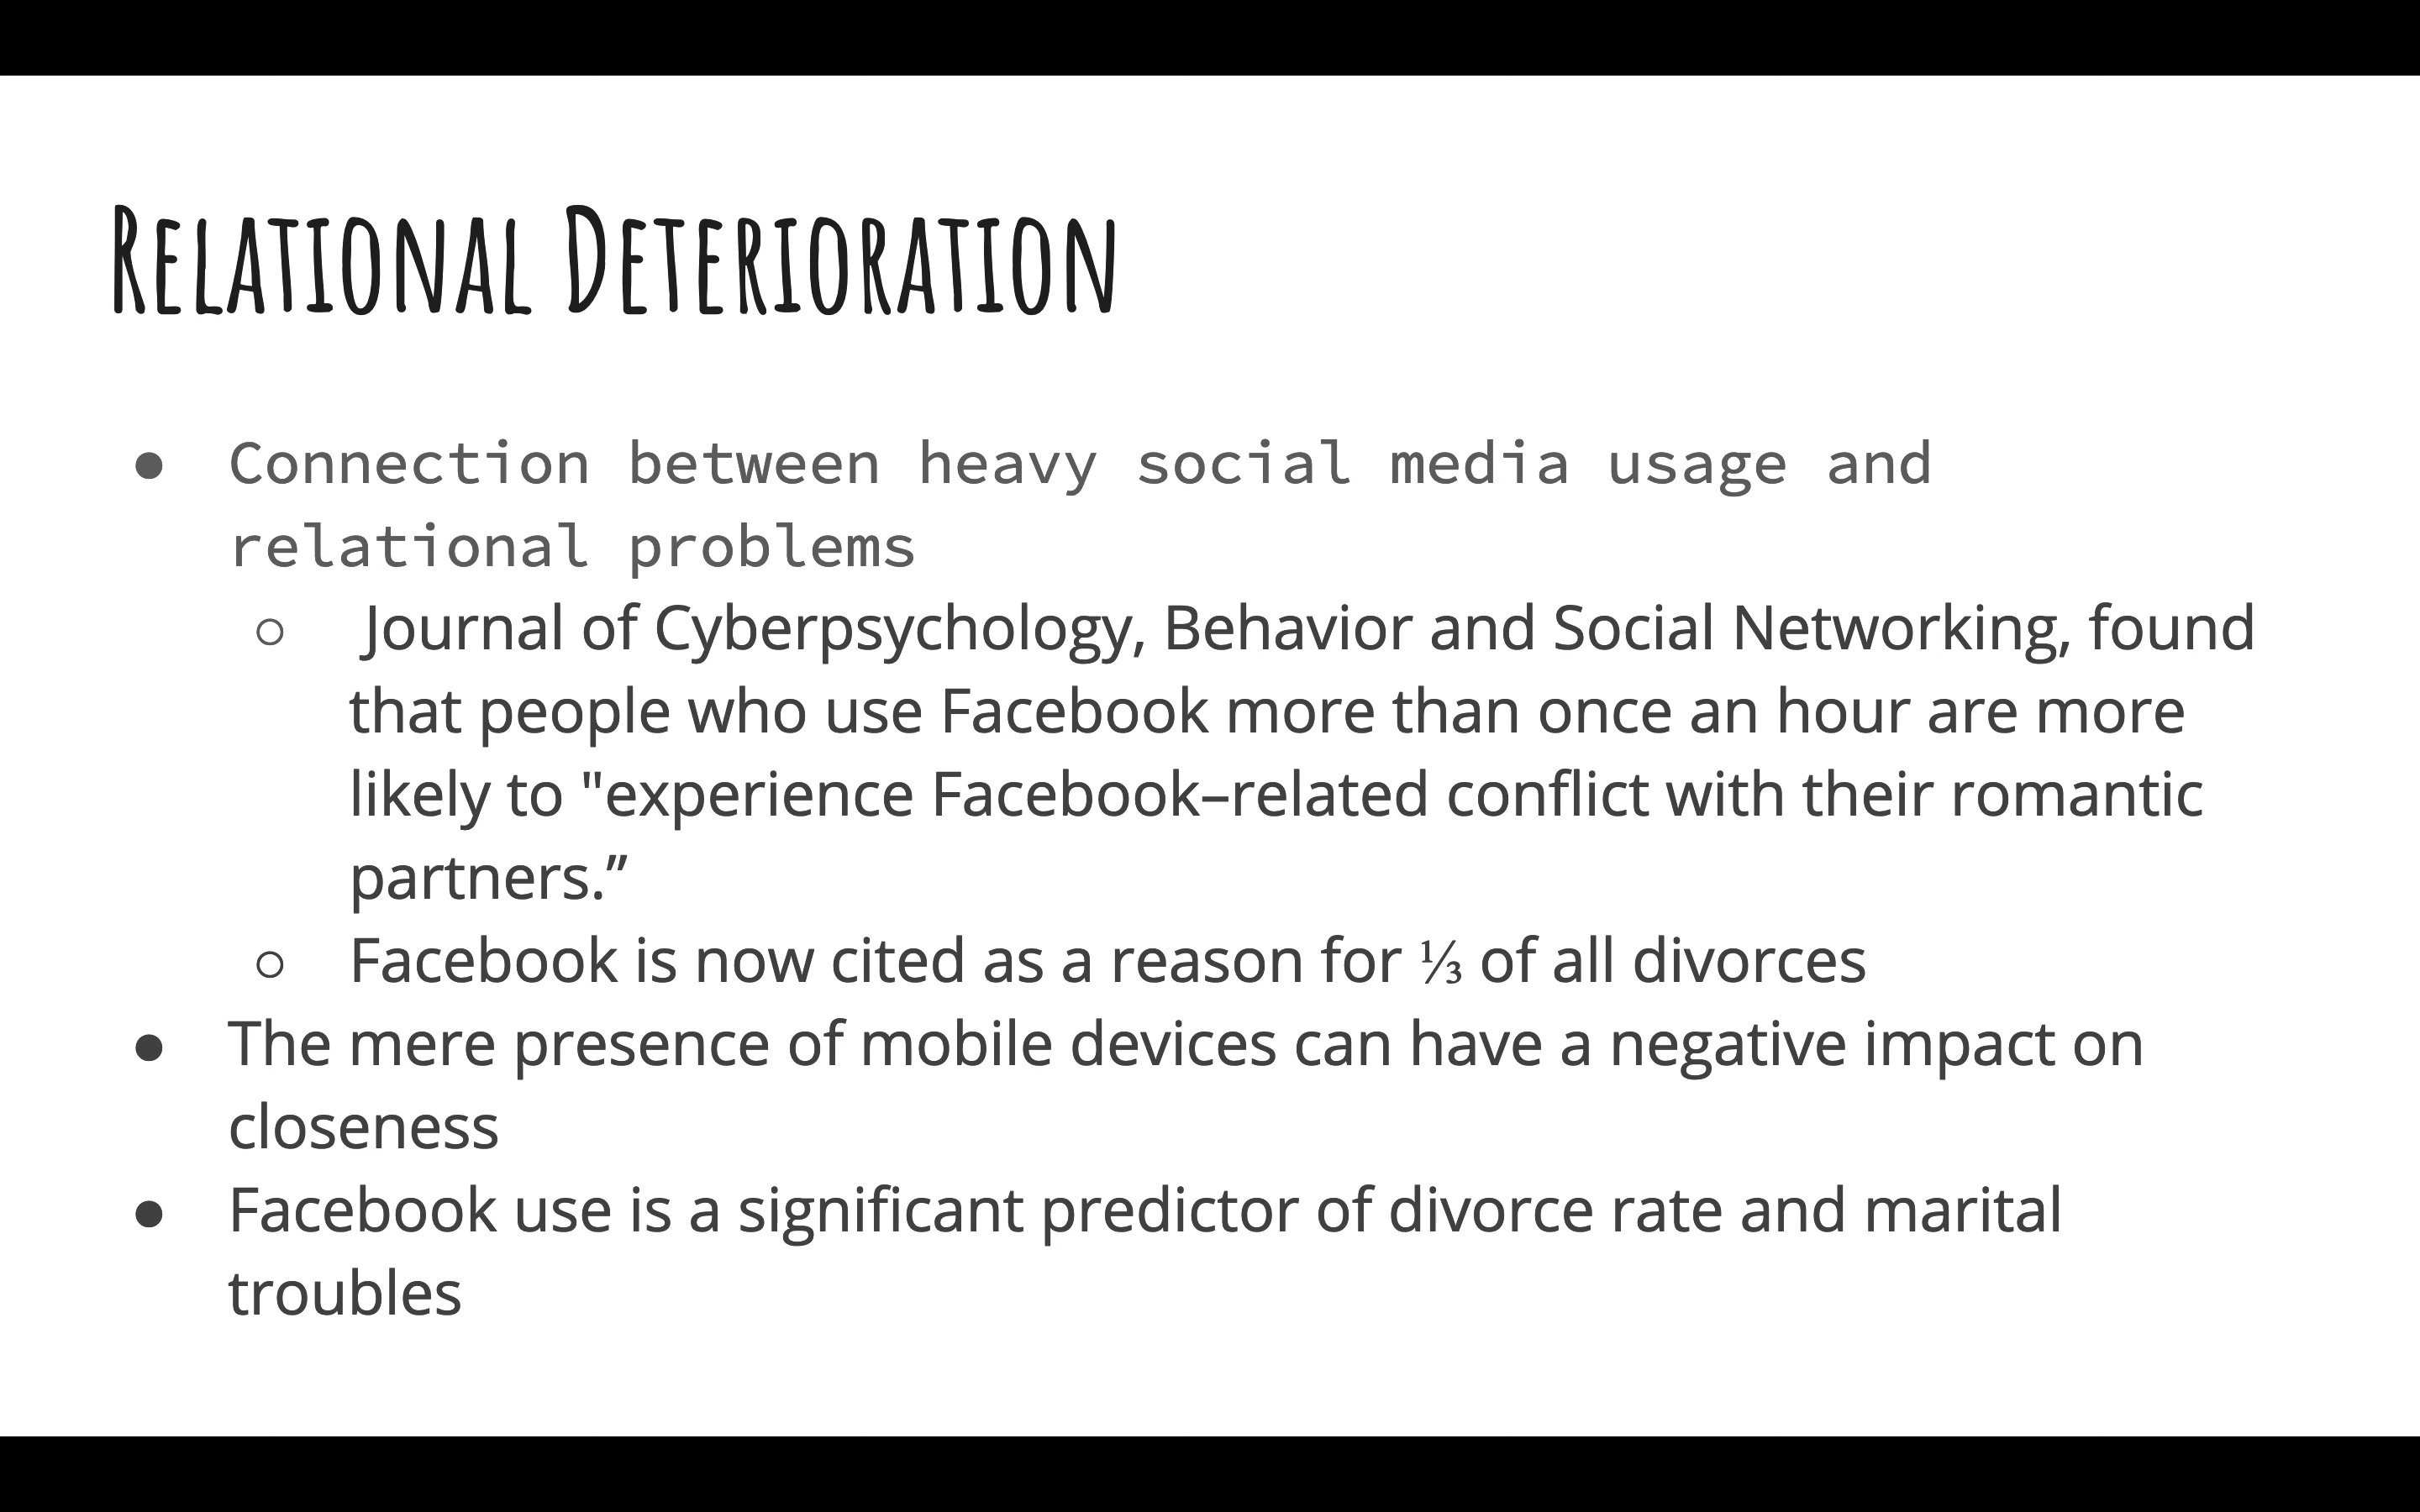 Relational Deterioration
● Connection between heavy social media usage and
relational problems
○ Journal of Cyberpsychology, Behavior and Social Networking, found
that people who use Facebook more than once an hour are more
likely to "experience Facebook–related conflict with their romantic
partners.”
○ Facebook is now cited as a reason for ⅓ of all divorces
● The mere presence of mobile devices can have a negative impact on
closeness
● Facebook use is a significant predictor of divorce rate and marital
troubles